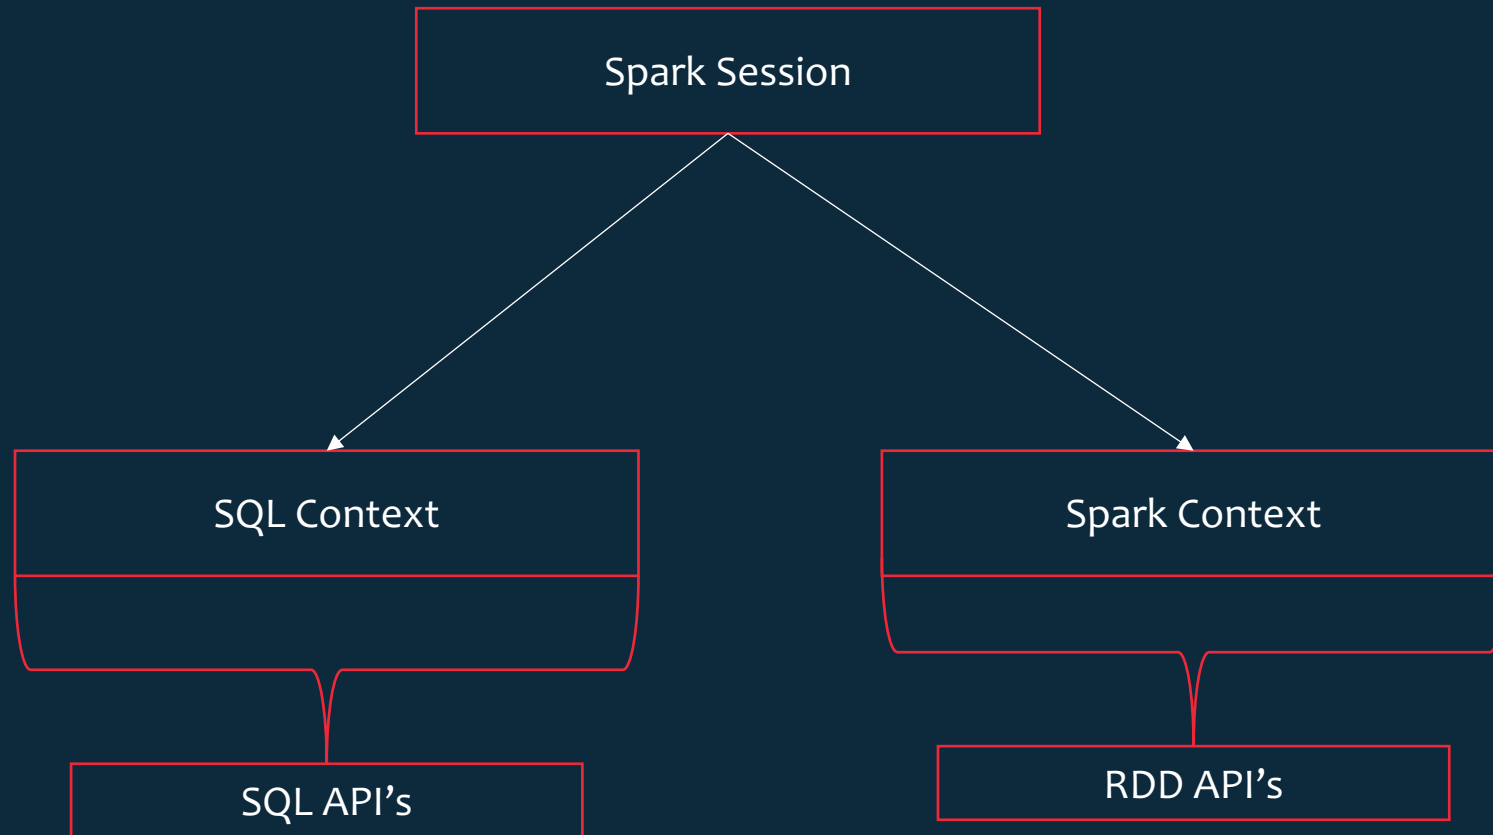 Spark Session
SQL Context
Spark Context
SQL API’s
RDD API’s